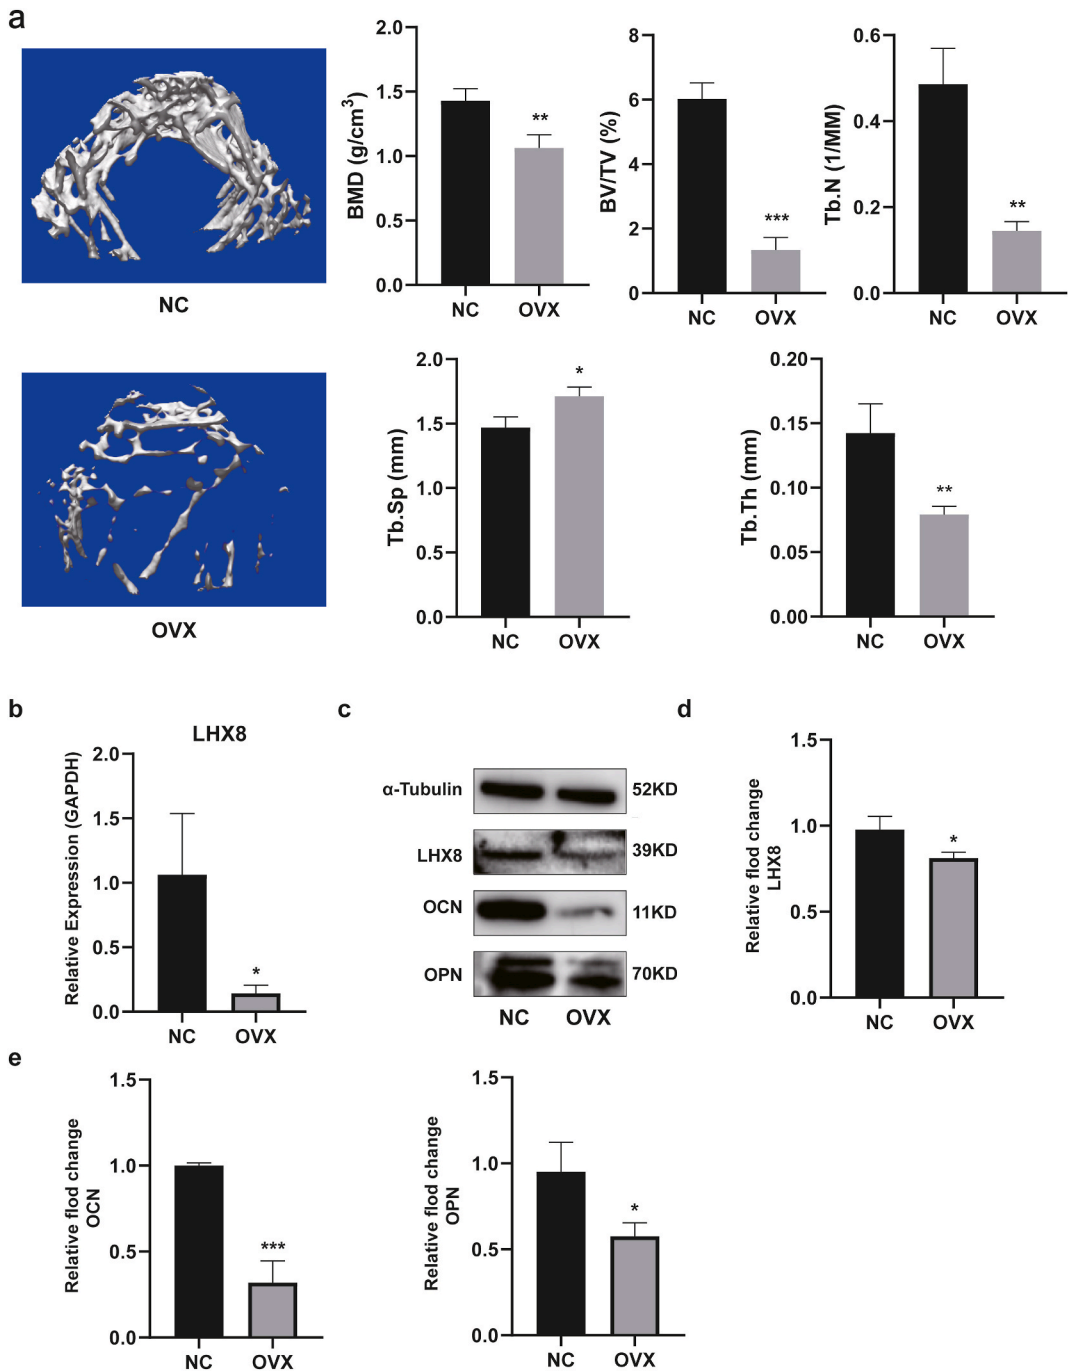 a
NC
OVX
BMD (g/cm³)
2.0
1.5
1.0
0.5
0.0
**
NC OVX
BV/TV (%)
8
6
4
2
0
***
NC OVX
Tb.N (1/MM)
0.6
0.4
0.2
0.0
**
NC OVX
Tb.Sp (mm)
2.0
1.5
1.0
0.5
0.0
*
NC OVX
Tb.Th (mm)
0.20
0.15
0.10
0.05
0.00
**
NC OVX
b
LHX8
Relative Expression (GAPDH)
2.0
1.5
1.0
0.5
0.0
*
NC OVX
c
α-Tubulin 52KD
LHX8 39KD
OCN 11KD
OPN 70KD
NC OVX
d
Relative flod change
LHX8
1.5
1.0
0.5
0.0
*
NC OVX
e
Relative flod change
OCN
1.5
1.0
0.5
0.0
***
NC OVX
Relative flod change
OPN
1.5
1.0
0.5
0.0
*
NC OVX